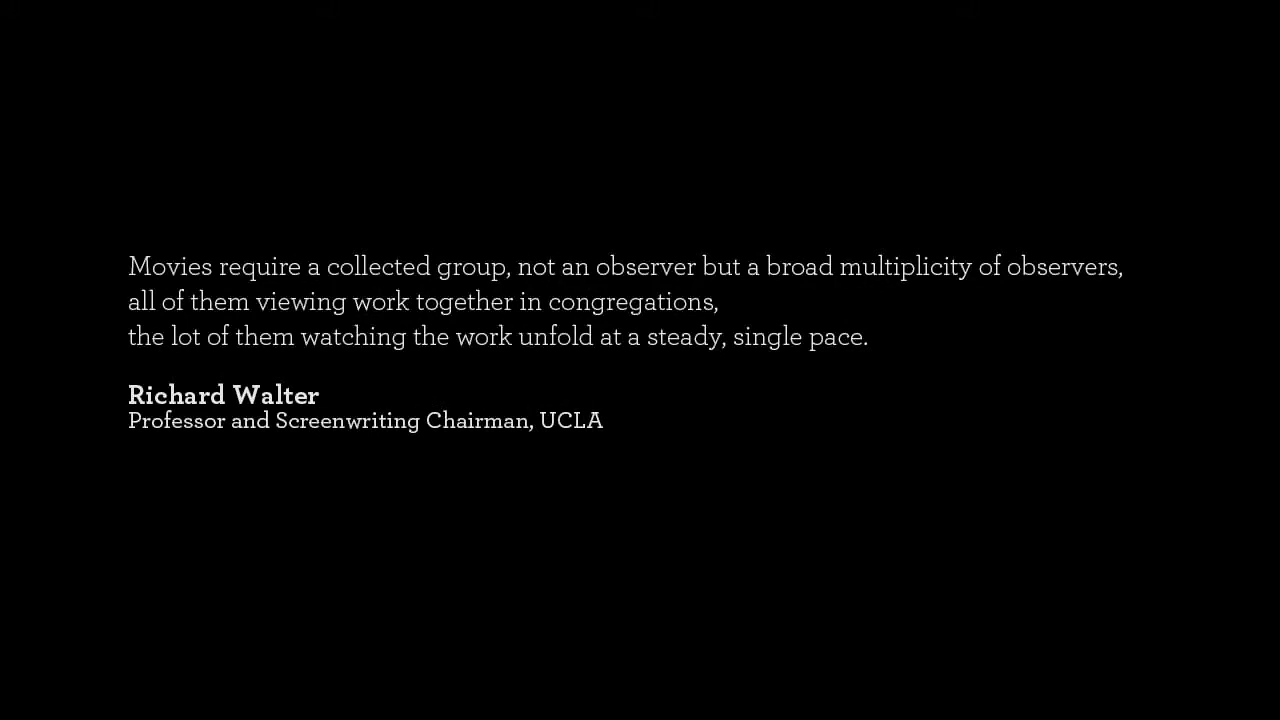 Movies require a collected group, not an observer but a broad multiplicity of observers,
all of them viewing work together in congregations,
the lot of them watching the work unfold at a steady, single pace.
Richard Walter
Professor and Screenwriting Chairman, UCLA